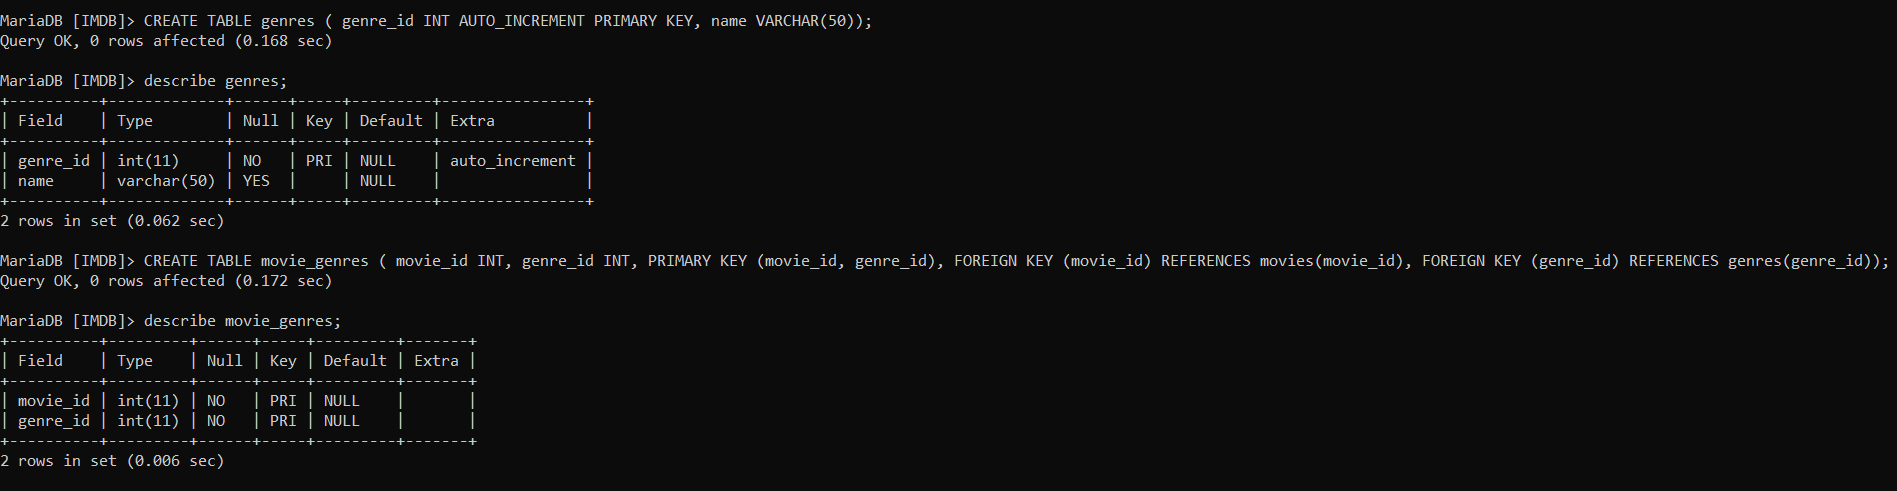 MariaDB [IMDB]> CREATE TABLE genres ( genre_id INT AUTO_INCREMENT PRIMARY KEY, name VARCHAR(50));
Query OK, 0 rows affected (0.168 sec)
MariaDB [IMDB]> describe genres;
+----------+-------------+------+-----+---------+----------------+
| Field    | Type        | Null | Key | Default | Extra          |
+----------+-------------+------+-----+---------+----------------+
| genre_id | int(11)     | NO   | PRI | NULL    | auto_increment |
| name     | varchar(50) | YES  |     | NULL    |                |
+----------+-------------+------+-----+---------+----------------+
2 rows in set (0.062 sec)
MariaDB [IMDB]> CREATE TABLE movie_genres ( movie_id INT, genre_id INT, PRIMARY KEY (movie_id, genre_id), FOREIGN KEY (movie_id) REFERENCES movies(movie_id), FOREIGN KEY (genre_id) REFERENCES genres(genre_id));
Query OK, 0 rows affected (0.172 sec)
MariaDB [IMDB]> describe movie_genres;
+----------+---------+------+-----+---------+-------+
| Field    | Type    | Null | Key | Default | Extra |
+----------+---------+------+-----+---------+-------+
| movie_id | int(11) | NO   | PRI | NULL    |       |
| genre_id | int(11) | NO   | PRI | NULL    |       |
+----------+---------+------+-----+---------+-------+
2 rows in set (0.006 sec)